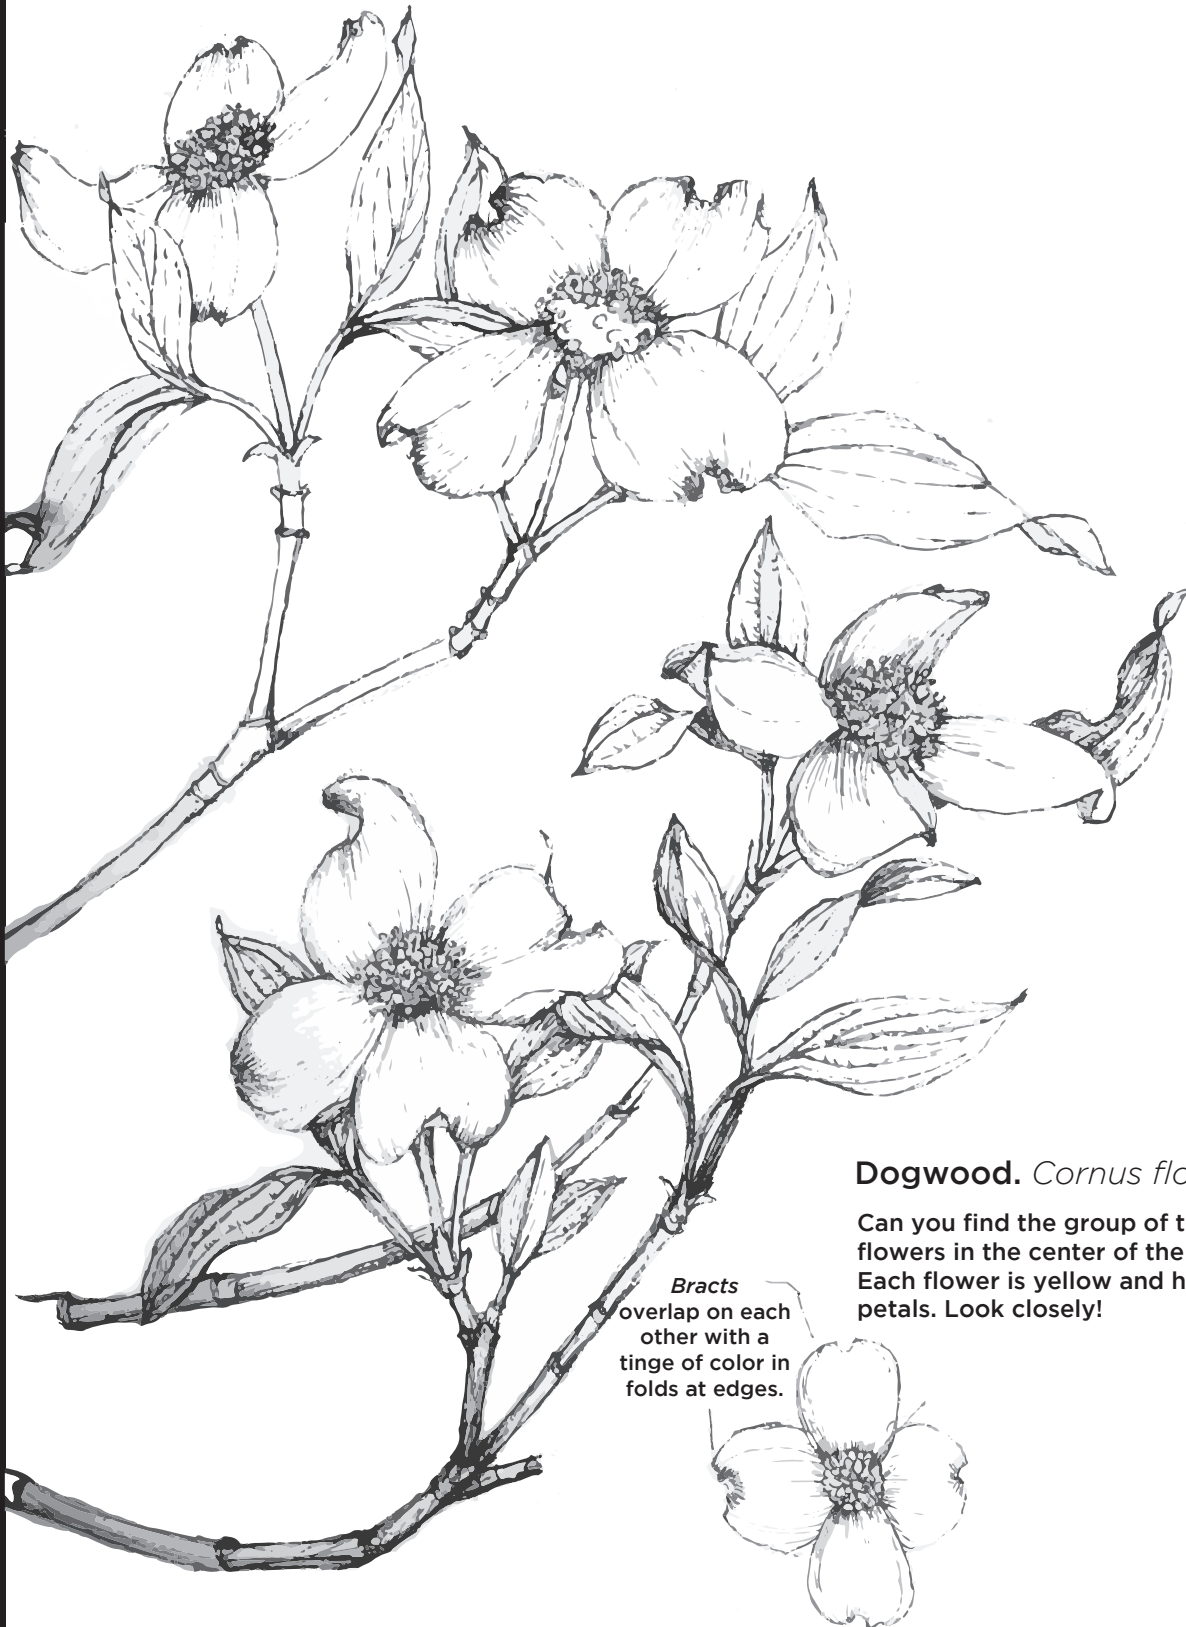 Dogwood. Cornus flo
Can you find the group of t
flowers in the center of the
Each flower is yellow and h
petals. Look closely!
Bracts
overlap on each
other with a
tinge of color in
folds at edges.